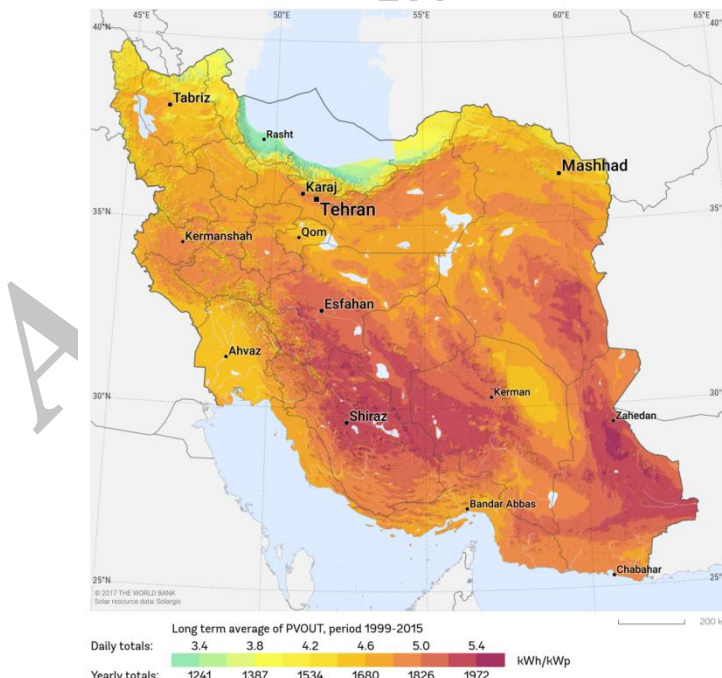 40°N
50°E
55°E
60°E
65°E
40°N
Tabriz
Rasht
Mashhad
Karaj
Tehran
35°N
35°
Kermanshah
Qom
Esfahan
Ahvaz
30°N
Kerman
30°
Shiraz
Zahedan
Bandar Abbas
25°N
Chabahar
25°
© 2017 THE WORLD BANK
Solar resource data: Solargis
200 k
Long term average of PVOUT, period 1999-2015
Daily totals: 3.4 3.8 4.2 4.6 5.0 5.4 kWh/kWp
Yearly totals: 1241 1387 1534 1680 1826 1972
A